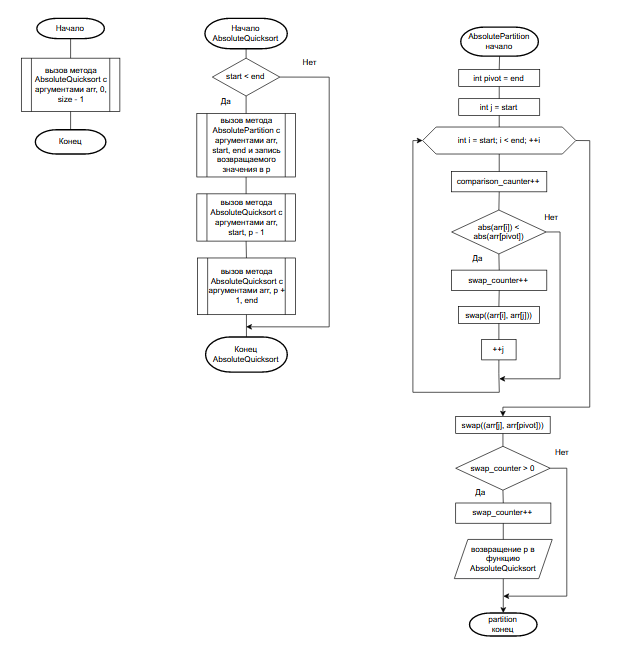 Начало
вызов метода
AbsoluteQuicksort с
аргументами arr, 0,
size - 1
Конец
Начало
AbsoluteQuicksort
start < end
Нет
Да
вызов метода
AbsolutePartition с
аргументами arr,
start, end и запись
возвращаемого
значения в p
вызов метода
AbsoluteQuicksort с
аргументами arr,
start, p - 1
вызов метода
AbsoluteQuicksort с
аргументами arr, p +
1, end
Конец
AbsoluteQuicksort
AbsolutePartition
начало
int pivot = end
int j = start
int i = start; i < end; ++i
comparison_caunter++
abs(arr[i]) <
abs(arr[pivot])
Нет
Да
swap_counter++
swap((arr[i], arr[j]))
++j
swap((arr[j], arr[pivot]))
swap_counter > 0
Нет
Да
swap_counter++
возвращение p в
функцию
AbsoluteQuicksort
partition
конец